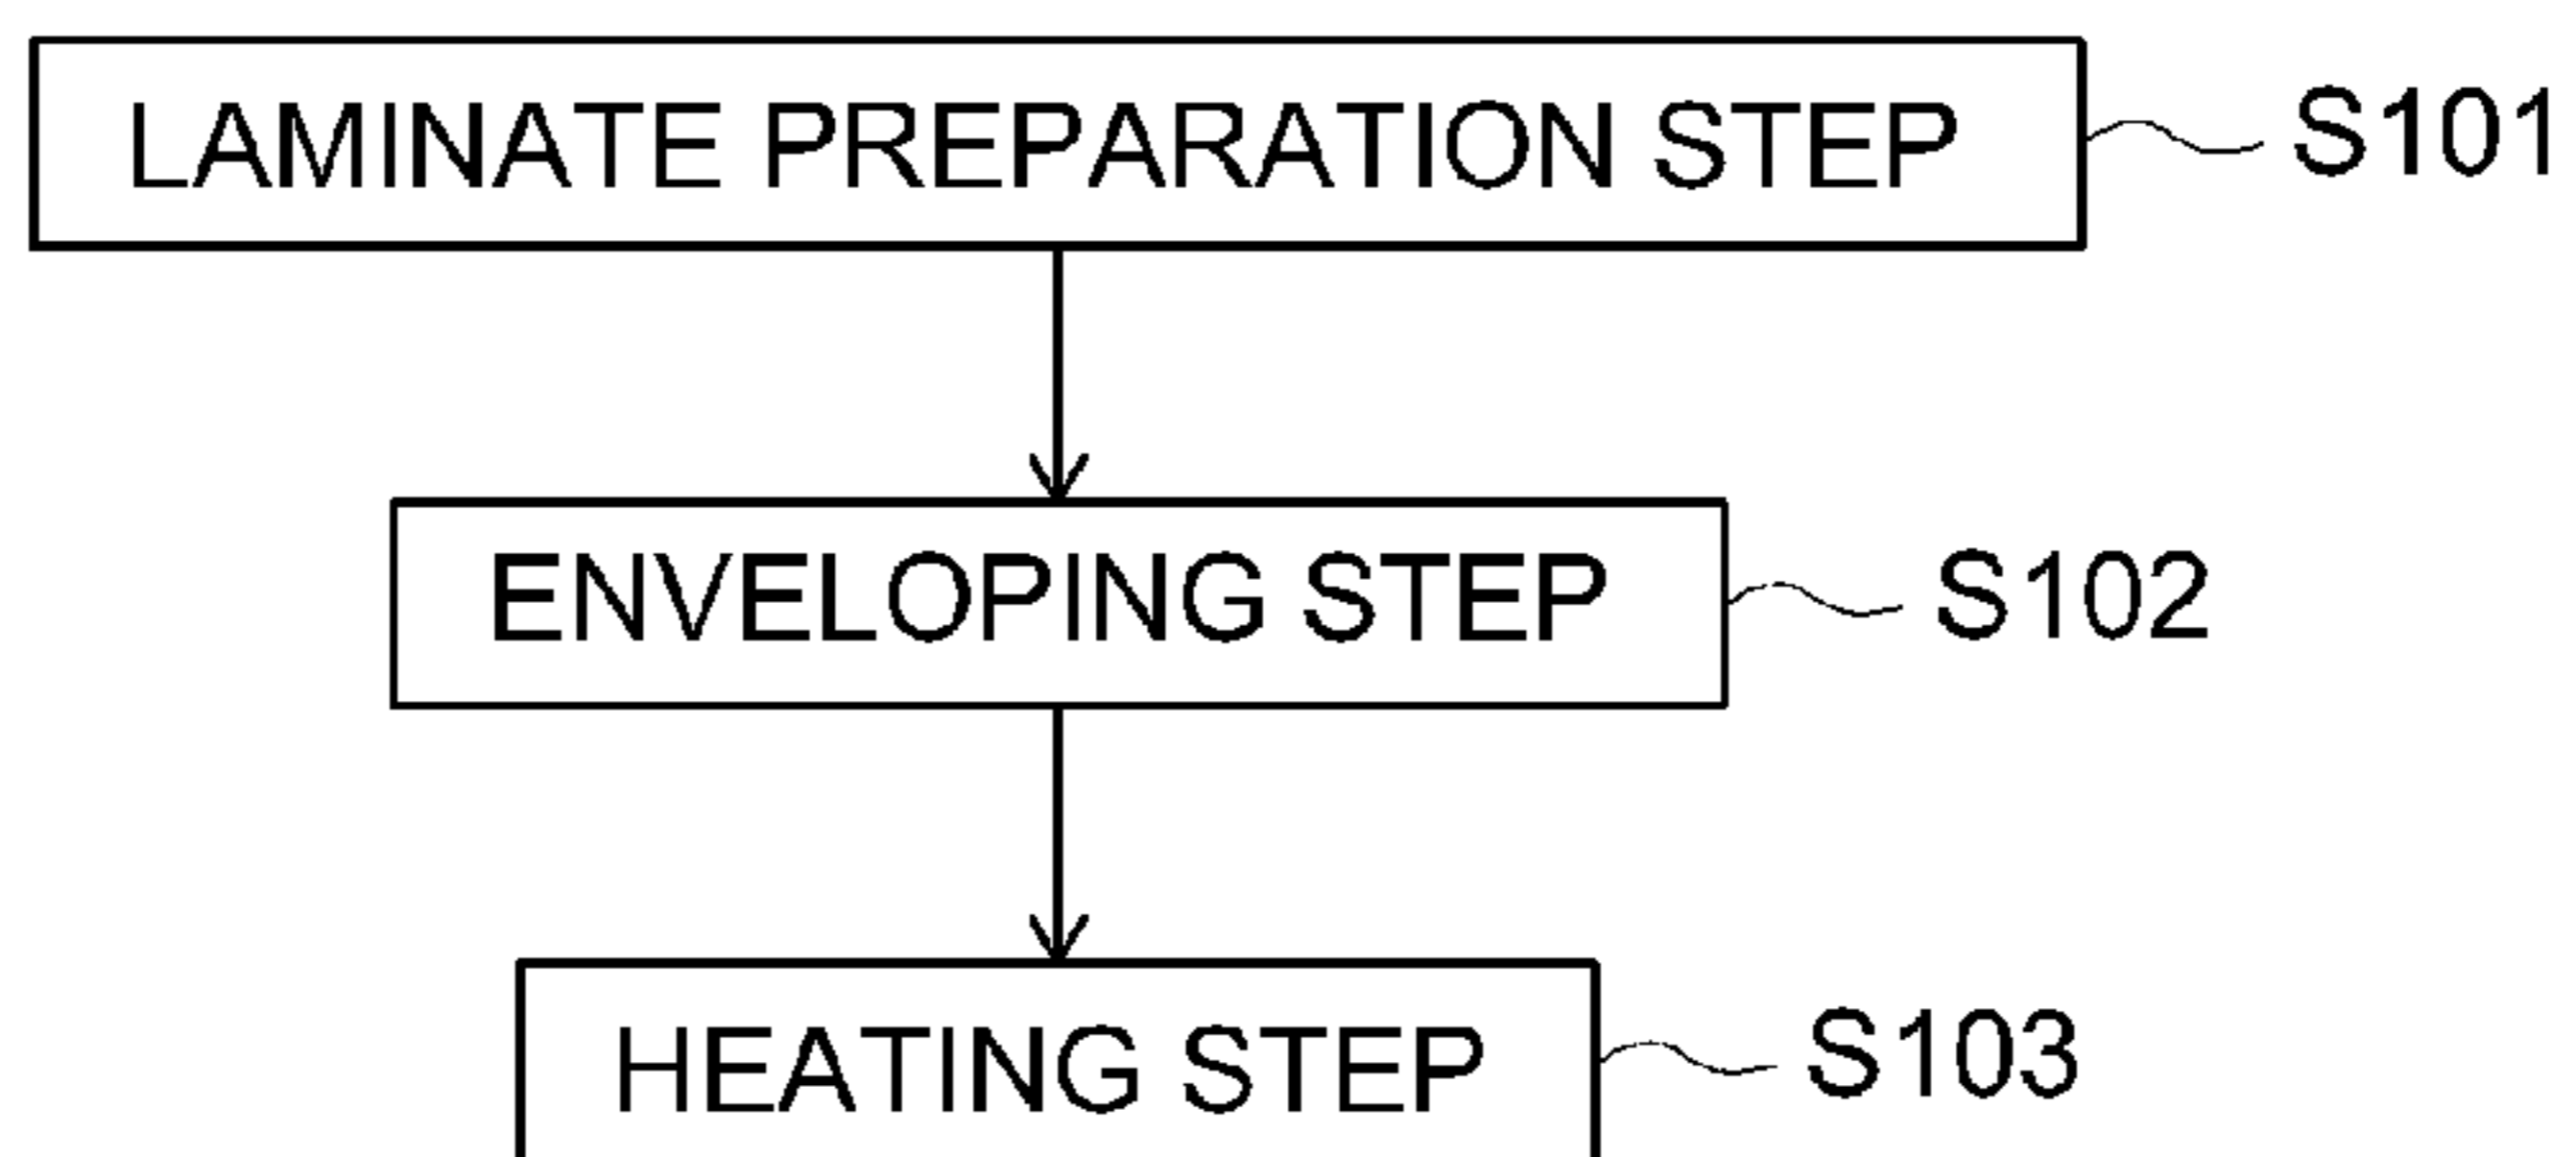 LAMINATE PREPARATION STEP S101
ENVELOPING STEP S102
HEATING STEP S103